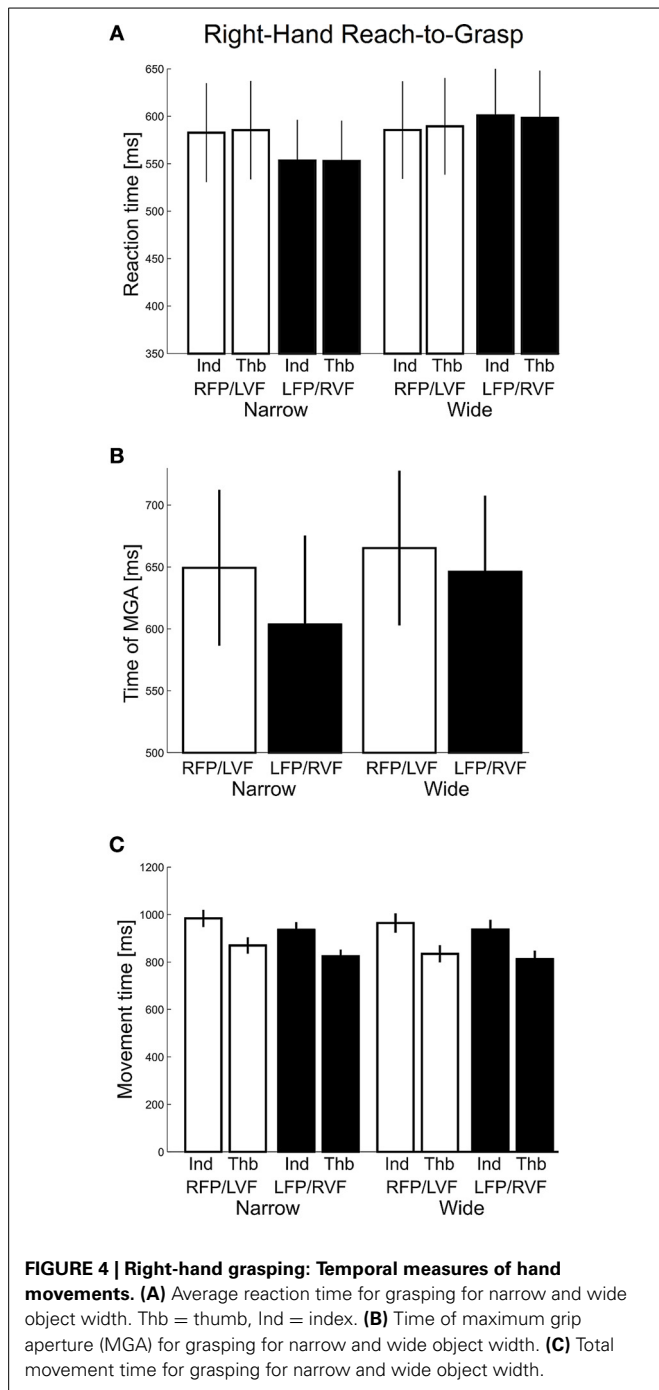 A Right-Hand Reach-to-Grasp
Reaction time [ms]
650
600
550
500
450
400
350
Ind Thb Ind Thb Ind Thb Ind Thb
RFP/LVF LFP/RVF RFP/LVF LFP/RVF
Narrow Wide
B
Time of MGA [ms]
700
650
600
550
500
RFP/LVF LFP/RVF RFP/LVF LFP/RVF
Narrow Wide
C
Movement time [ms]
1200
1000
800
600
400
200
0
Ind Thb Ind Thb Ind Thb Ind Thb
RFP/LVF LFP/RVF RFP/LVF LFP/RVF
Narrow Wide
FIGURE 4 | Right-hand grasping: Temporal measures of hand
movements. (A) Average reaction time for grasping for narrow and wide
object width. Thb = thumb, Ind = index. (B) Time of maximum grip
aperture (MGA) for grasping for narrow and wide object width. (C) Total
movement time for grasping for narrow and wide object width.